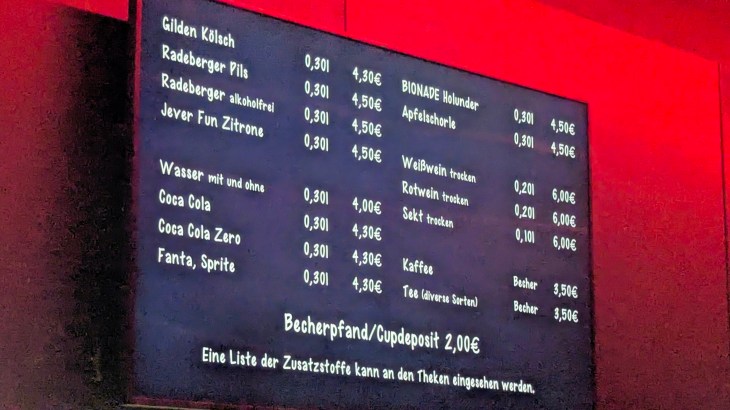 Gilden Kölsch 0,30l 4,30€
Radeberger Pils 0,30l 4,50€
Radeberger alkoholfrei 0,30l 4,50€
Jever Fun Zitrone 0,30l 4,50€
Wasser mit und ohne 0,30l 4,00€
Coca Cola 0,30l 4,30€
Coca Cola Zero 0,30l 4,30€
Fanta, Sprite 0,30l 4,30€
BIONADE Holunder 0,30l 4,50€
Apfelschorle 0,30l 4,50€
Weißwein trocken 0,20l 6,00€
Rotwein trocken 0,20l 6,00€
Sekt trocken 0,10l 6,00€
Kaffee Becher 3,50€
Tee (diverse Sorten) Becher 3,50€
Becherpfand/Cupdeposit 2,00€
Eine Liste der Zusatzstoffe kann an den Theken eingesehen werden.